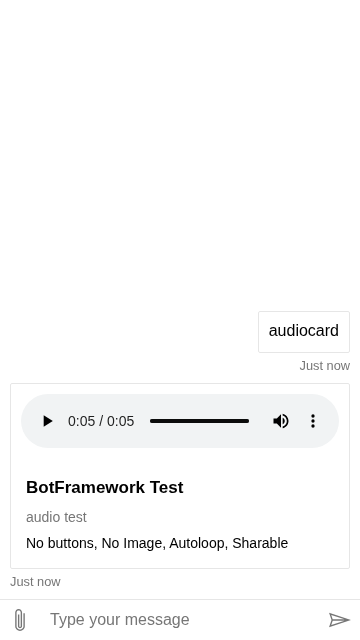 audiocard
Just now
0:05 / 0:05
BotFramework Test
audio test
No buttons, No Image, Autoloop, Sharable
Just now
Type your message